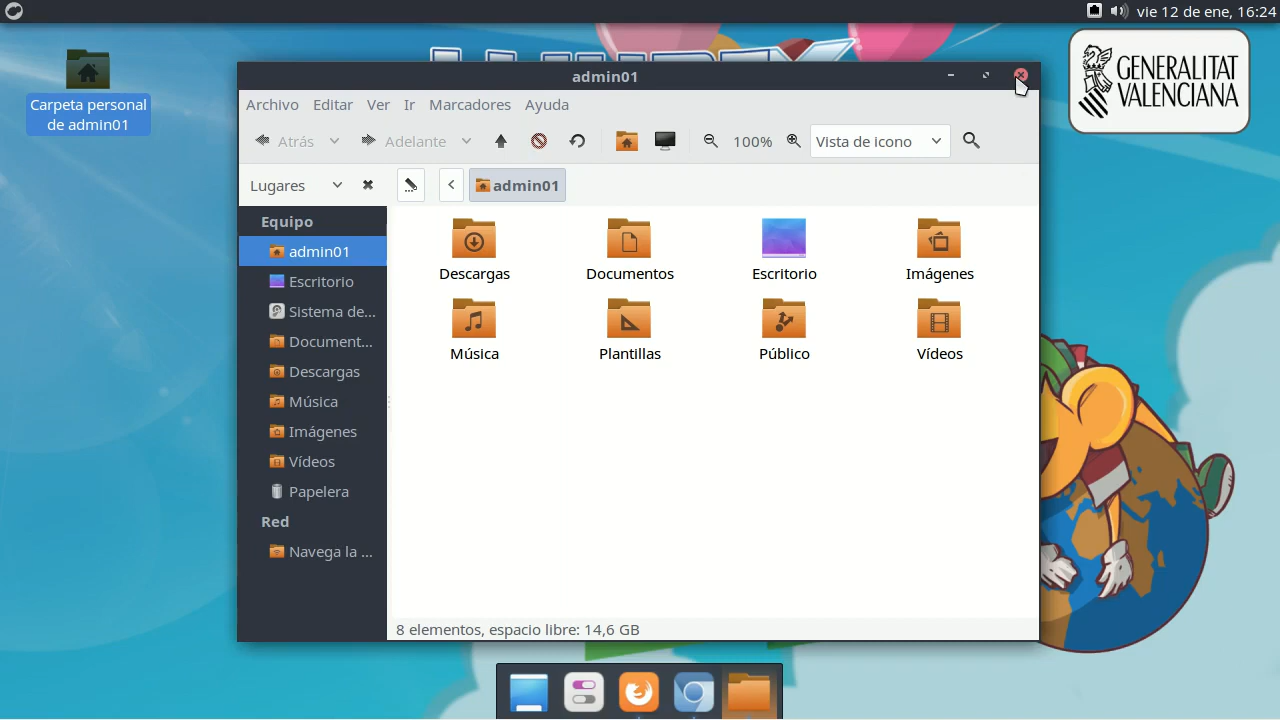 vie 12 de ene, 16:24
Carpeta personal
de admin01
GENERALITAT
VALENCIANA
admin01
Archivo Editar Ver Ir Marcadores Ayuda
Atrás Adelante 100% Vista de icono
Lugares admin01
Equipo
admin01
Escritorio
Sistema de...
Document...
Descargas
Música
Imágenes
Vídeos
Papelera
Red
Navega la ...
Descargas Documentos Escritorio Imágenes
Música Plantillas Público Vídeos
8 elementos, espacio libre: 14,6 GB